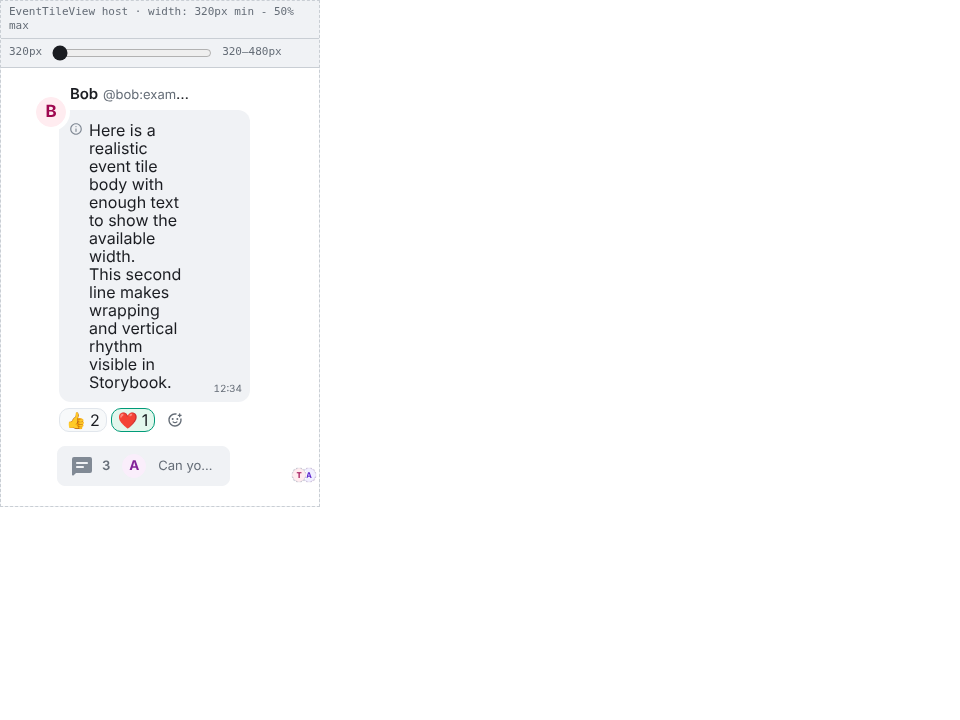 EventTileView host · width: 320px min - 50%
max
320px 320–480px
Bob @bob:exam...
B
Here is a
realistic
event tile
body with
enough text
to show the
available
width.
This second
line makes
wrapping
and vertical
rhythm
visible in
Storybook.
12:34
👍 2 ❤️ 1
3 A Can yo...
T A